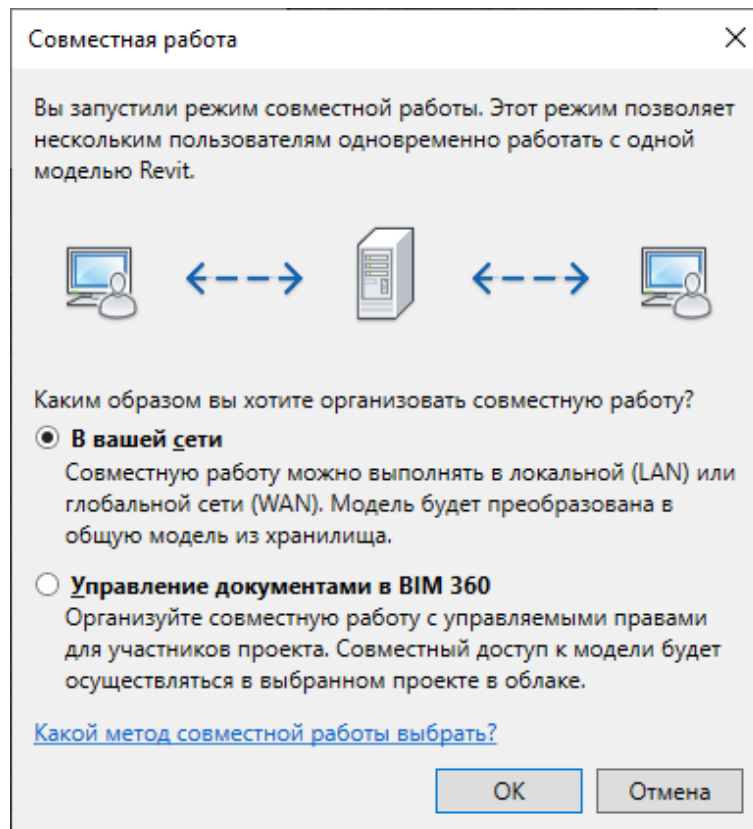 Совместная работа
Вы запустили режим совместной работы. Этот режим позволяет
нескольким пользователям одновременно работать с одной
моделью Revit.
Каким образом вы хотите организовать совместную работу?
В вашей сети
Совместную работу можно выполнять в локальной (LAN) или
глобальной сети (WAN). Модель будет преобразована в
общую модель из хранилища.
Управление документами в BIM 360
Организуйте совместную работу с управляемыми правами
для участников проекта. Совместный доступ к модели будет
осуществляться в выбранном проекте в облаке.
Какой метод совместной работы выбрать?
OK Отмена